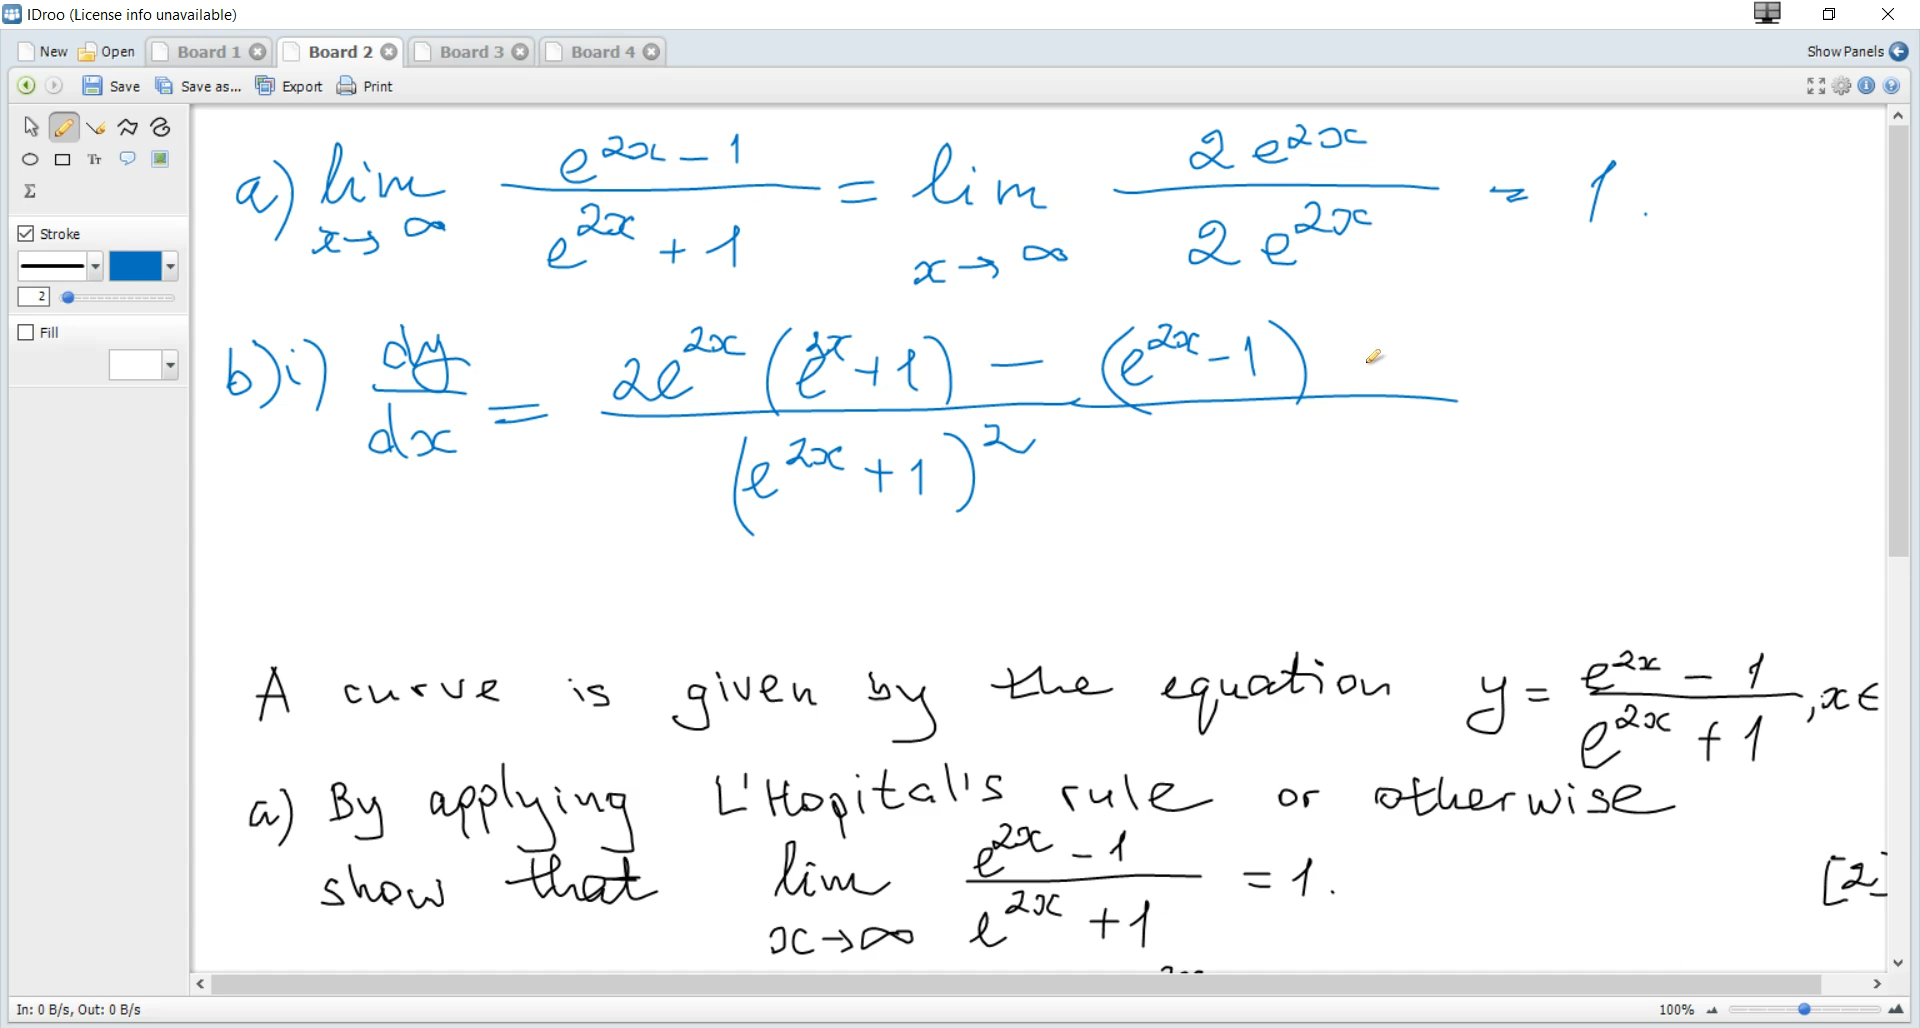 IDroo (License info unavailable)
New Open Board 1 Board 2 Board 3 Board 4 Show Panels
Save Save as... Export Print
Tт
Σ
Stroke
2
Fill
a) lim x→∞ (e^{2x} − 1)/(e^{2x} + 1) = lim x→∞ (2e^{2x})/(2e^{2x}) = 1.
b) i) dy/dx = (2e^{2x}(e^{2x} + 1) − (e^{2x} − 1))/(e^{2x} + 1)^2
A curve is given by the equation y = (e^{2x} − 1)/(e^{2x} + 1), x ∈
a) By applying L'Hopital's rule or otherwise
show that lim x→∞ (e^{2x} − 1)/(e^{2x} + 1) = 1. [2]
In: 0 B/s, Out: 0 B/s 100%